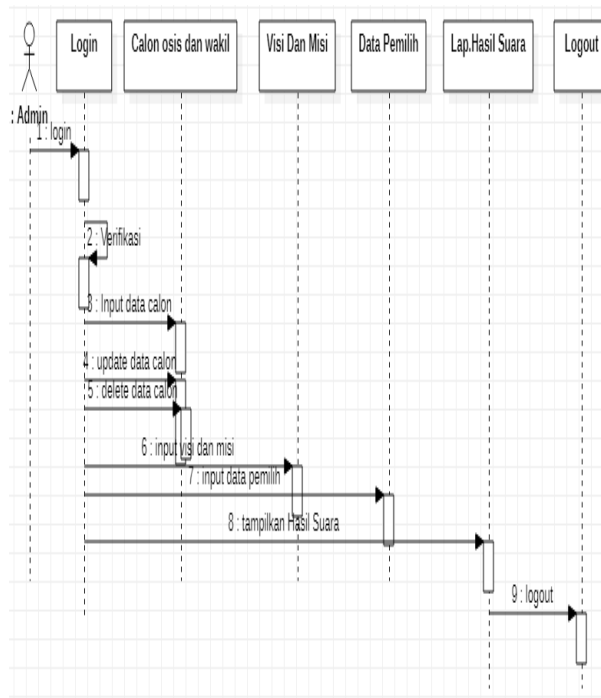 Login
Calon osis dan wakil
Visi Dan Misi
Data Pemilih
Lap.Hasil Suara
Logout
: Admin
1 : login
2 : Verifikasi
3 : Input data calon
4 : update data calon
5 : delete data calon
6 : input visi dan misi
7 : input data pemilih
8 : tampilkan Hasil Suara
9 : logout